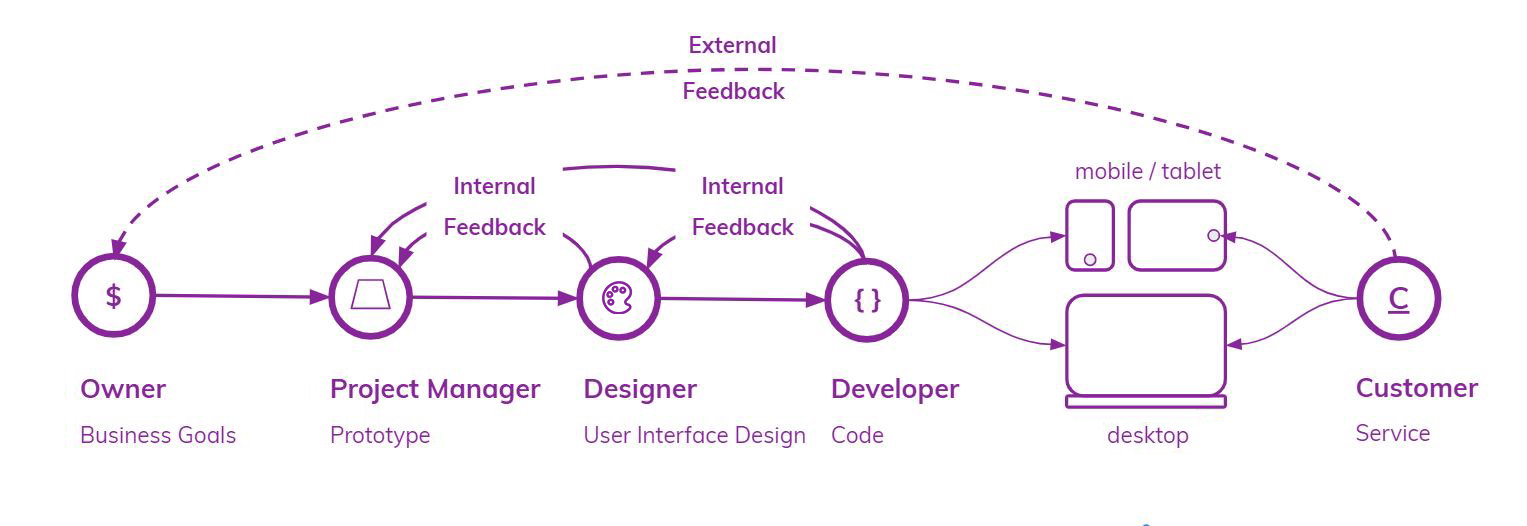 External
Feedback
mobile / tablet
Internal
Internal
Feedback
Feedback
$
{ }
C
Owner
Project Manager
Designer
Developer
Customer
Business Goals
Prototype
User Interface Design
Code
desktop
Service